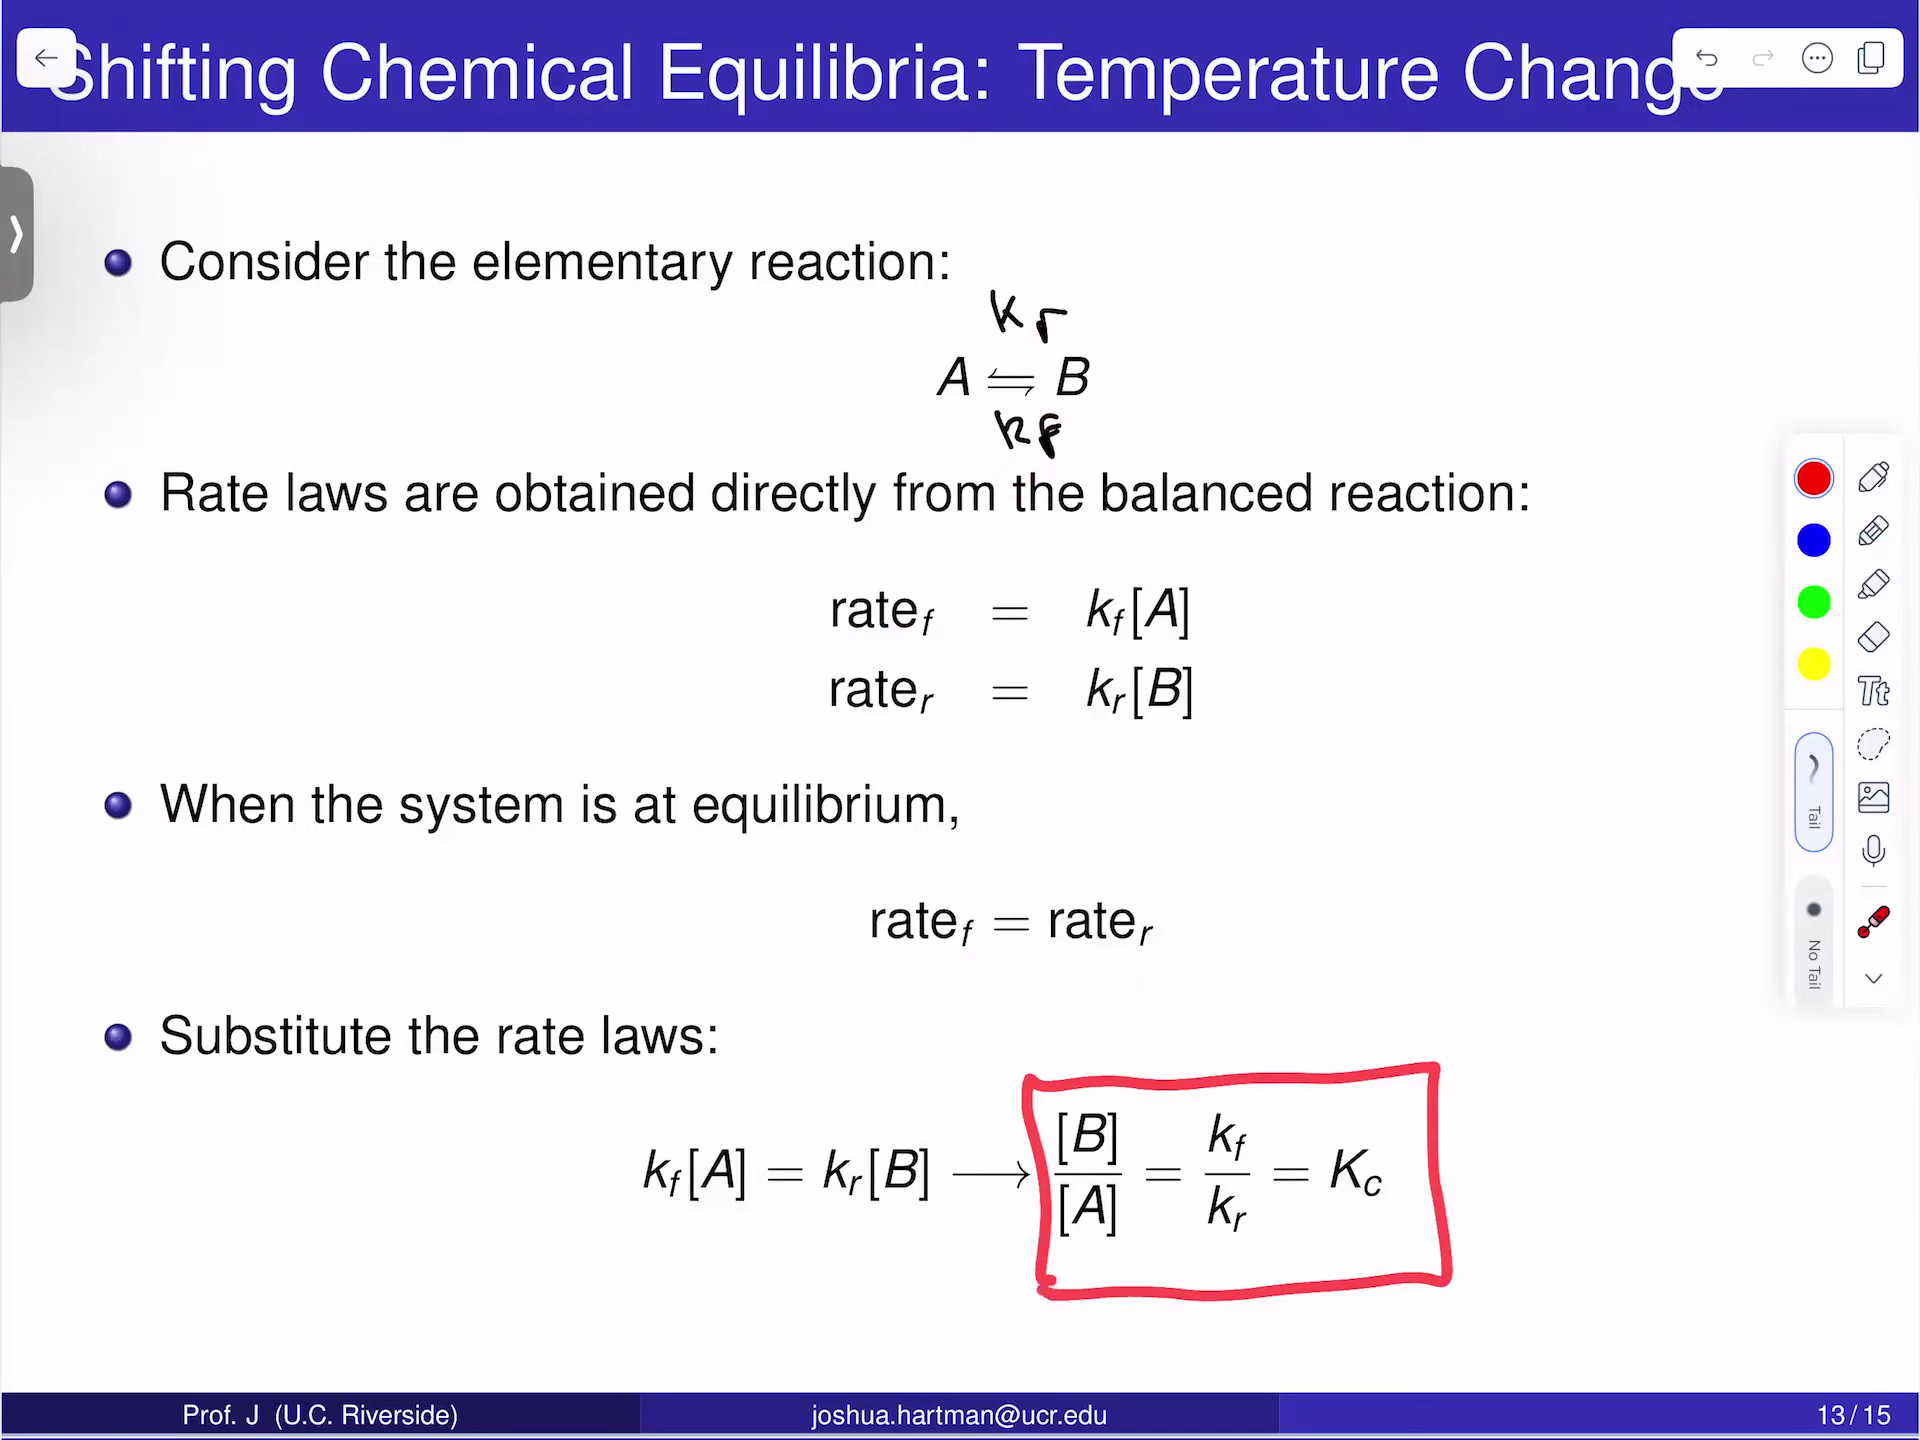 Shifting Chemical Equilibria: Temperature Change
Consider the elementary reaction:
kr
A ⇌ B
kf
Rate laws are obtained directly from the balanced reaction:
rate_f = k_f[A]
rate_r = k_r[B]
When the system is at equilibrium,
rate_f = rate_r
Substitute the rate laws:
k_f[A] = k_r[B] ⟶ [B]/[A] = k_f/k_r = K_c
Tt
Tail
No Tail
Prof. J (U.C. Riverside) joshua.hartman@ucr.edu 13 / 15